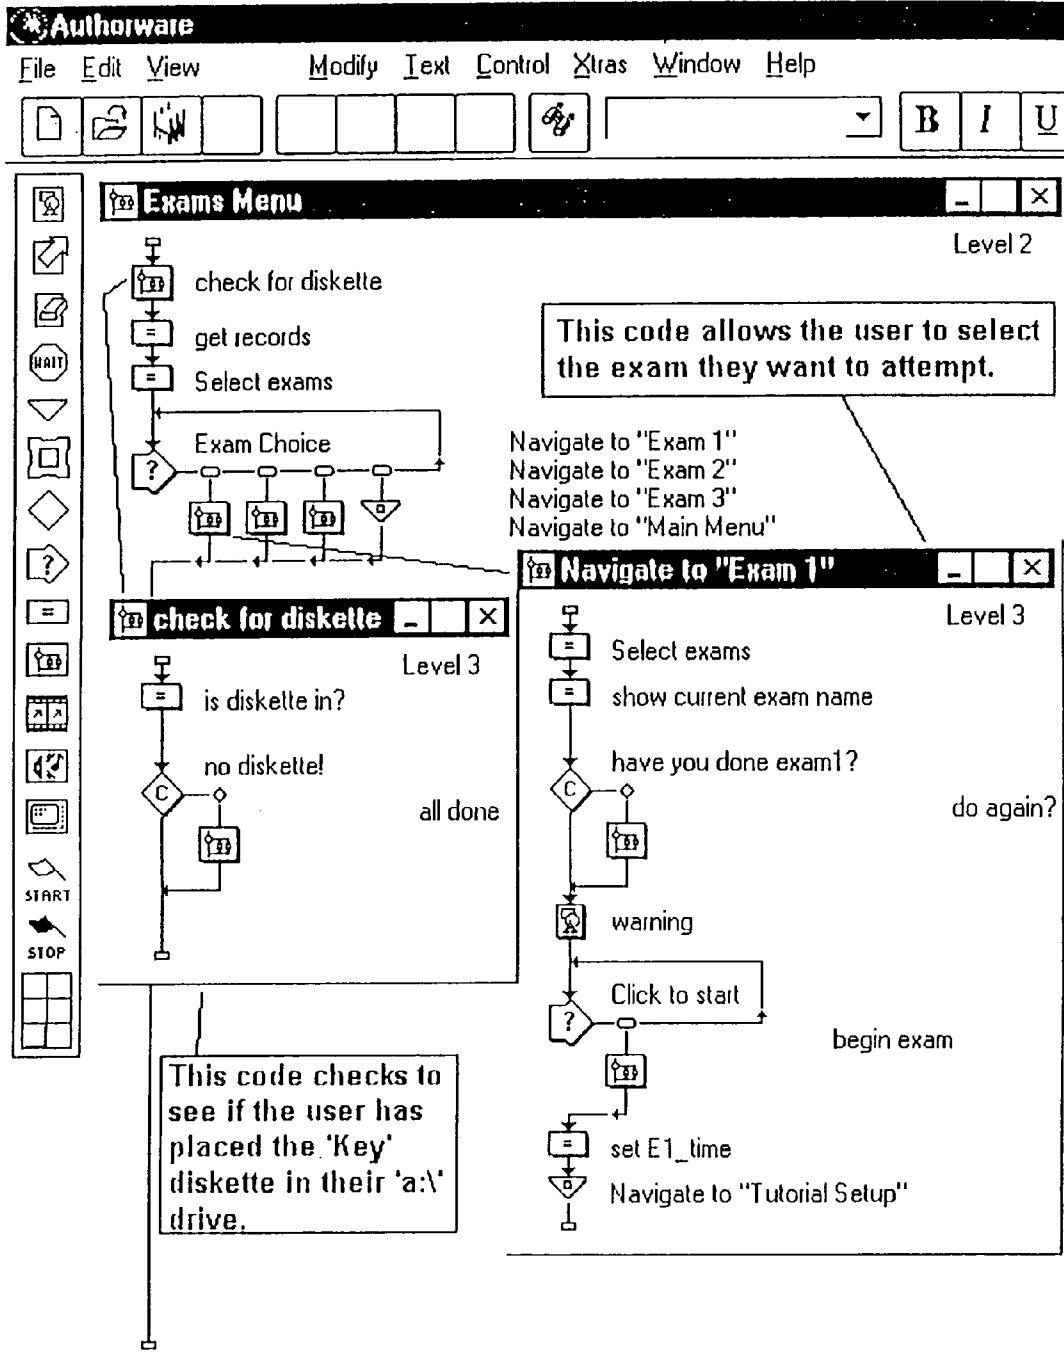 Authorware
File Edit View Modify Text Control Xtras Window Help
B I U
Exams Menu
Level 2
check for diskette
get records
Select exams
Exam Choice
?
This code allows the user to select
the exam they want to attempt.
Navigate to "Exam 1"
Navigate to "Exam 2"
Navigate to "Exam 3"
Navigate to "Main Menu"
WAIT
?
=
START
STOP
check for diskette
Level 3
is diskette in?
no diskette!
C
all done
This code checks to
see if the user has
placed the 'Key'
diskette in their 'a:\'
drive.
Navigate to "Exam 1"
Level 3
Select exams
show current exam name
have you done exam1?
C
do again?
warning
Click to start
?
begin exam
set E1_time
Navigate to "Tutorial Setup"